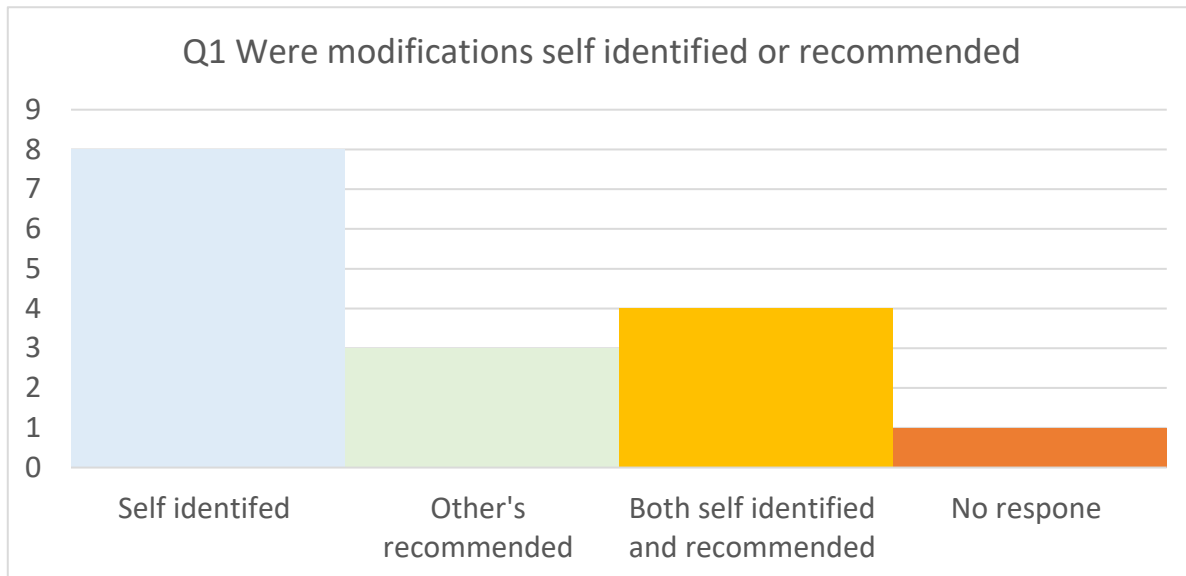 Q1 Were modifications self identified or recommended
9
8
7
6
5
4
3
2
1
0
Self identifed
Other's
recommended
Both self identified
and recommended
No respone